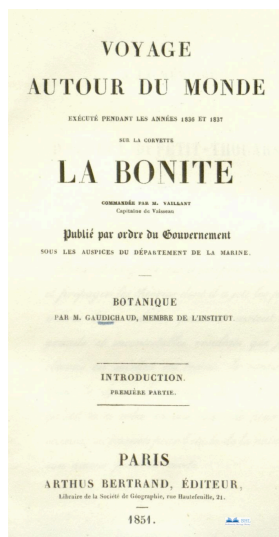 VOYAGE
AUTOUR DU MONDE
EXÉCUTÉ PENDANT LES ANNÉES 1836 ET 1837
SUR LA CORVETTE
LA BONITE
COMMANDÉE PAR M. VAILLANT
Capitaine de Vaisseau
Publié par ordre du Gouvernement
SOUS LES AUSPICES DU DÉPARTEMENT DE LA MARINE.
BOTANIQUE
PAR M. GAUDICHAUD, MEMBRE DE L'INSTITUT.
INTRODUCTION.
PREMIÈRE PARTIE.
PARIS
ARTHUS BERTRAND, ÉDITEUR,
Libraire de la Société de Géographie, rue Hautefeuille, 21.
1851.